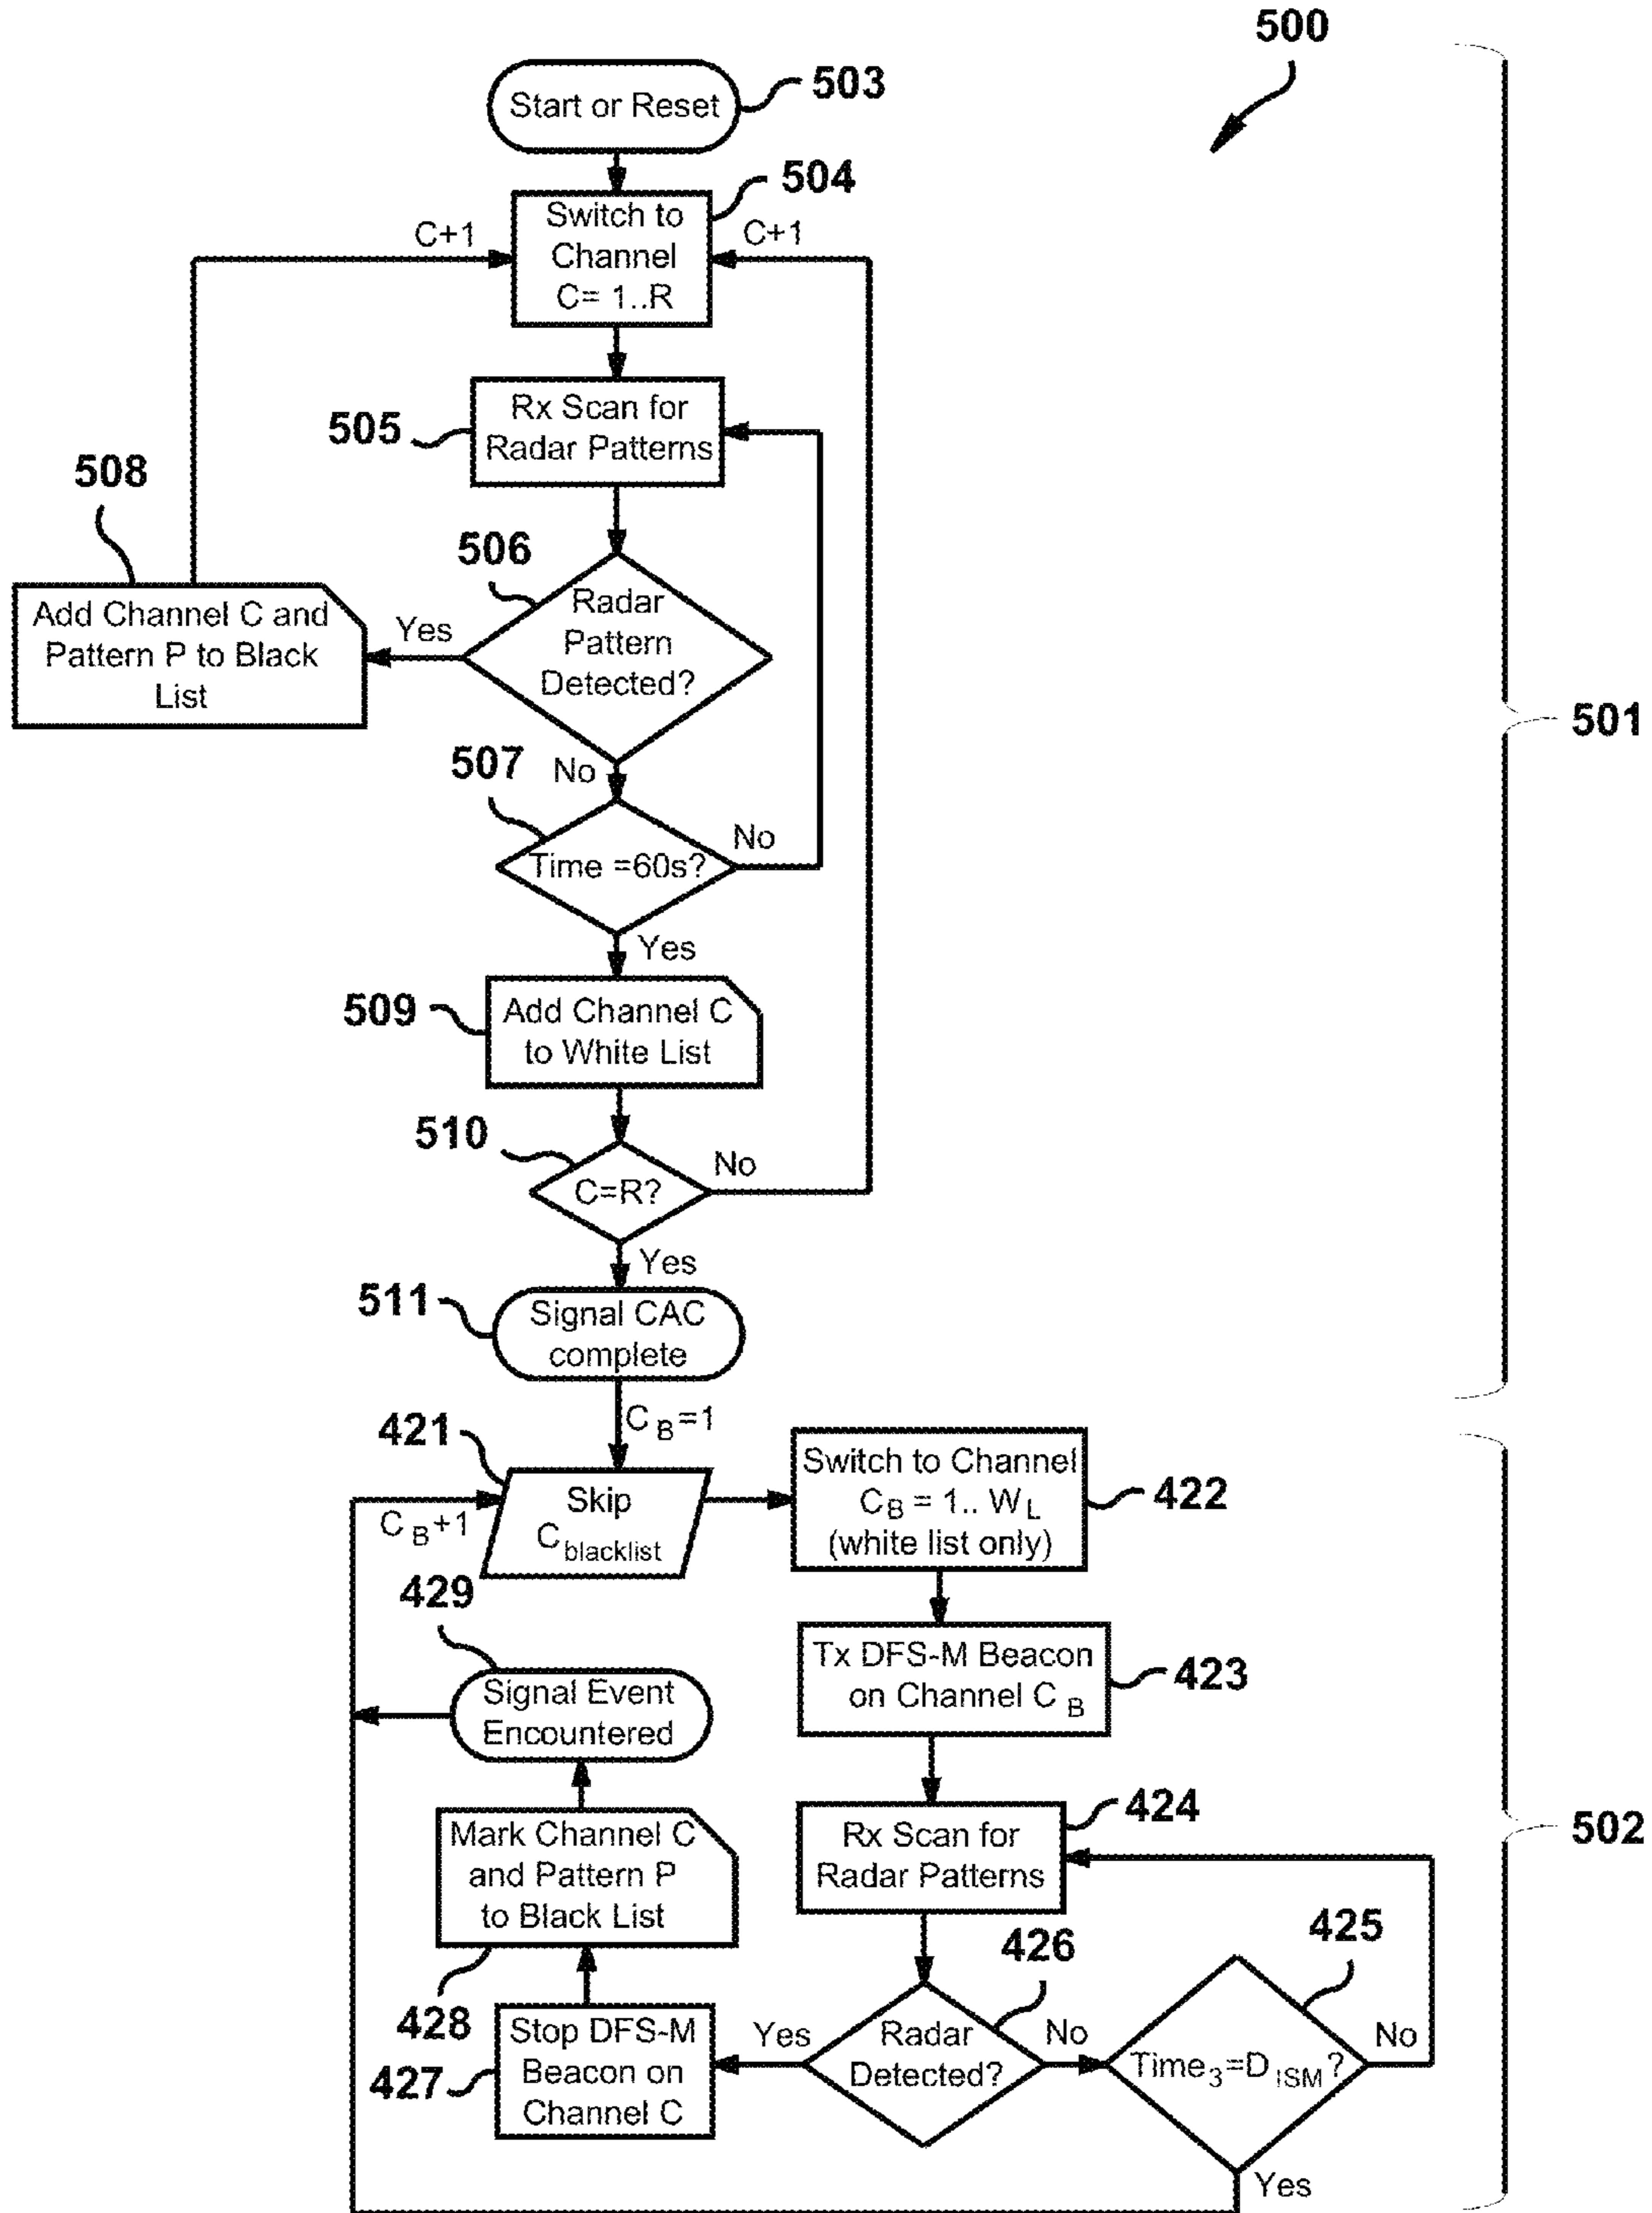 500
Start or Reset
503
504
Switch to
Channel
C= 1..R
C+1
C+1
505
Rx Scan for
Radar Patterns
508
Add Channel C and
Pattern P to Black
List
Yes
506
Radar
Pattern
Detected?
501
507
No
Time =60s?
No
Yes
509
Add Channel C
to White List
510
C=R?
No
Yes
511
Signal CAC
complete
C B =1
421
C B +1
Skip
C blacklist
Switch to Channel
C B = 1.. W L
(white list only)
422
429
Signal Event
Encountered
Tx DFS-M Beacon
on Channel C B
423
Mark Channel C
and Pattern P
to Black List
428
Rx Scan for
Radar Patterns
424
502
427
Stop DFS-M
Beacon on
Channel C
Yes
Radar
Detected?
426
No
425
Time 3 =D ISM ?
No
Yes